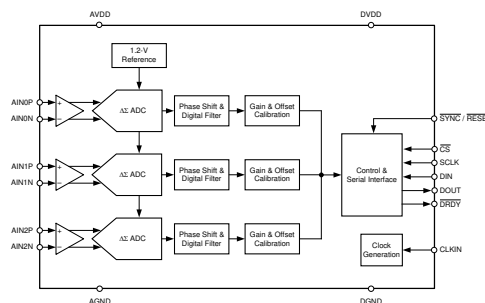 AVDD
DVDD
1.2-V
Reference
AIN0P
AIN0N
+
−
ΔΣ ADC
Phase Shift &
Digital Filter
Gain & Offset
Calibration
SYNC / RESE
AIN1P
AIN1N
+
−
ΔΣ ADC
Phase Shift &
Digital Filter
Gain & Offset
Calibration
Control &
Serial Interface
CS
SCLK
DIN
DOUT
DRDY
AIN2P
AIN2N
+
−
ΔΣ ADC
Phase Shift &
Digital Filter
Gain & Offset
Calibration
Clock
Generation
CLKIN
AGND
DGND